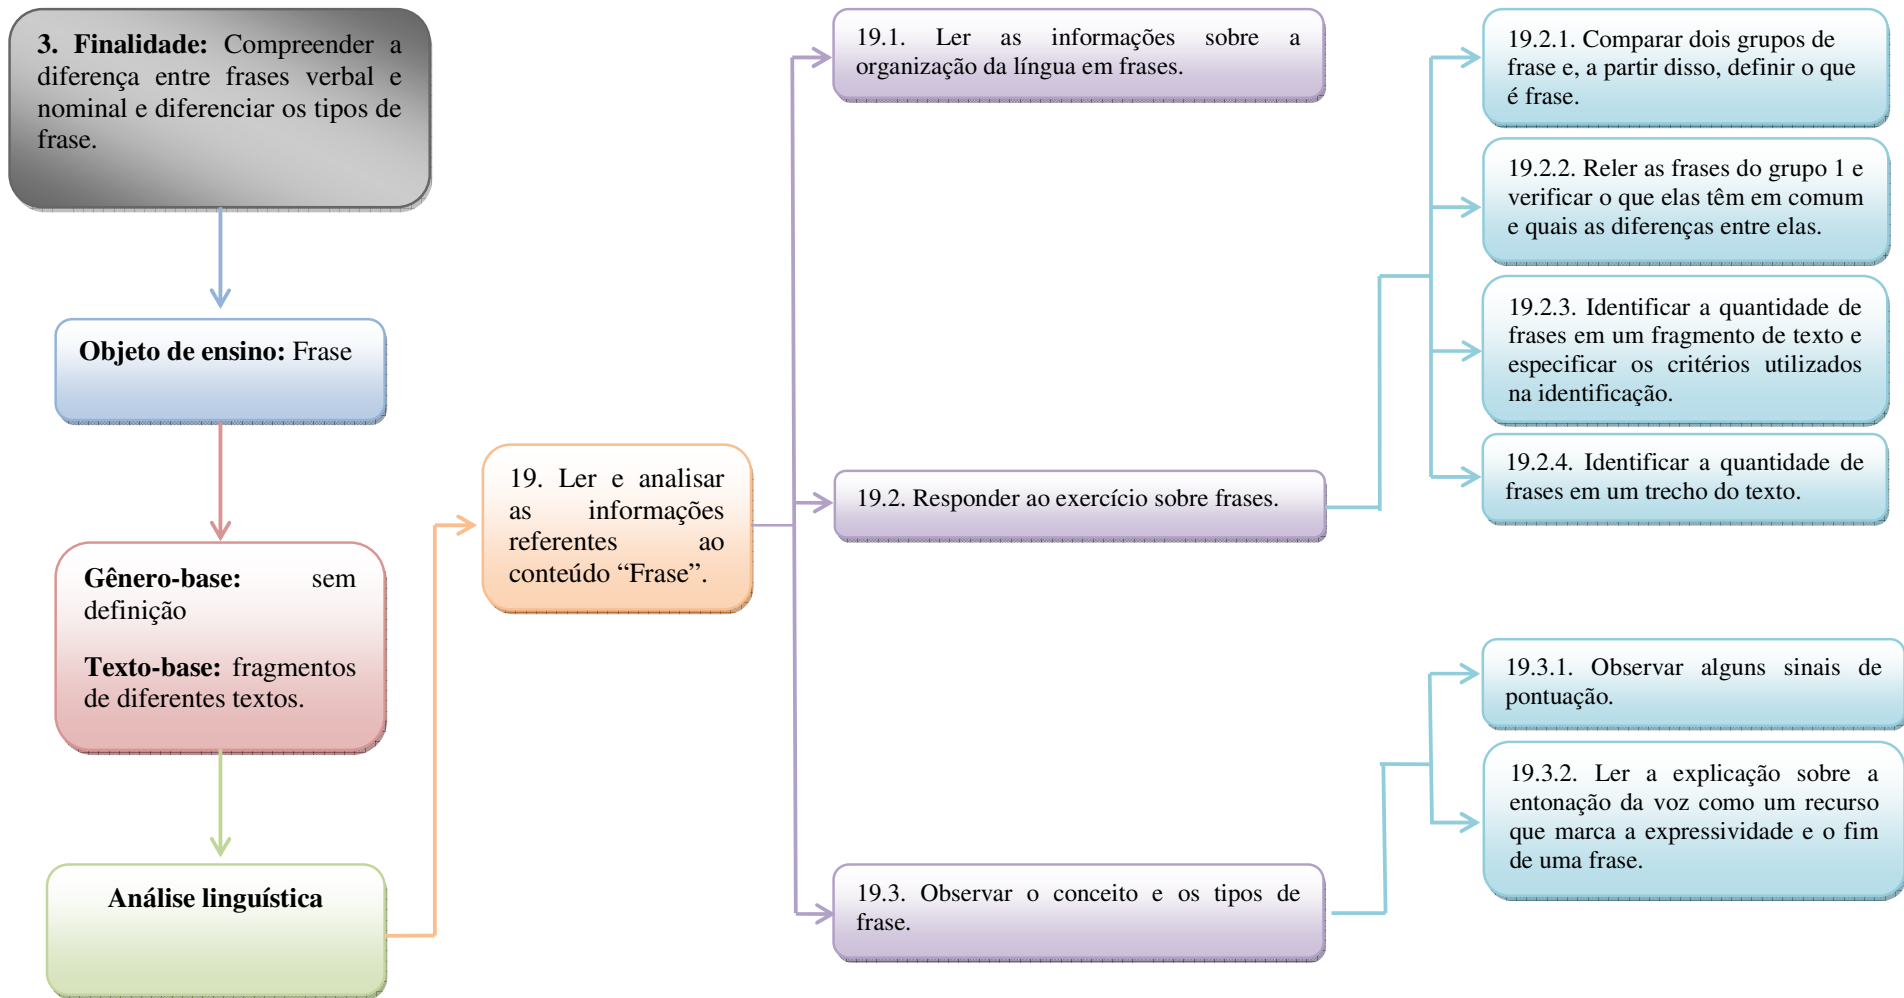 3. Finalidade: Compreender a
diferença entre frases verbal e
nominal e diferenciar os tipos de
frase.
Objeto de ensino: Frase
Gênero-base: sem
definição
Texto-base: fragmentos
de diferentes textos.
Análise linguística
19. Ler e analisar
as informações
referentes ao
conteúdo “Frase”.
19.1. Ler as informações sobre a
organização da língua em frases.
19.2. Responder ao exercício sobre frases.
19.3. Observar o conceito e os tipos de
frase.
19.2.1. Comparar dois grupos de
frase e, a partir disso, definir o que
é frase.
19.2.2. Reler as frases do grupo 1 e
verificar o que elas têm em comum
e quais as diferenças entre elas.
19.2.3. Identificar a quantidade de
frases em um fragmento de texto e
especificar os critérios utilizados
na identificação.
19.2.4. Identificar a quantidade de
frases em um trecho do texto.
19.3.1. Observar alguns sinais de
pontuação.
19.3.2. Ler a explicação sobre a
entonação da voz como um recurso
que marca a expressividade e o fim
de uma frase.